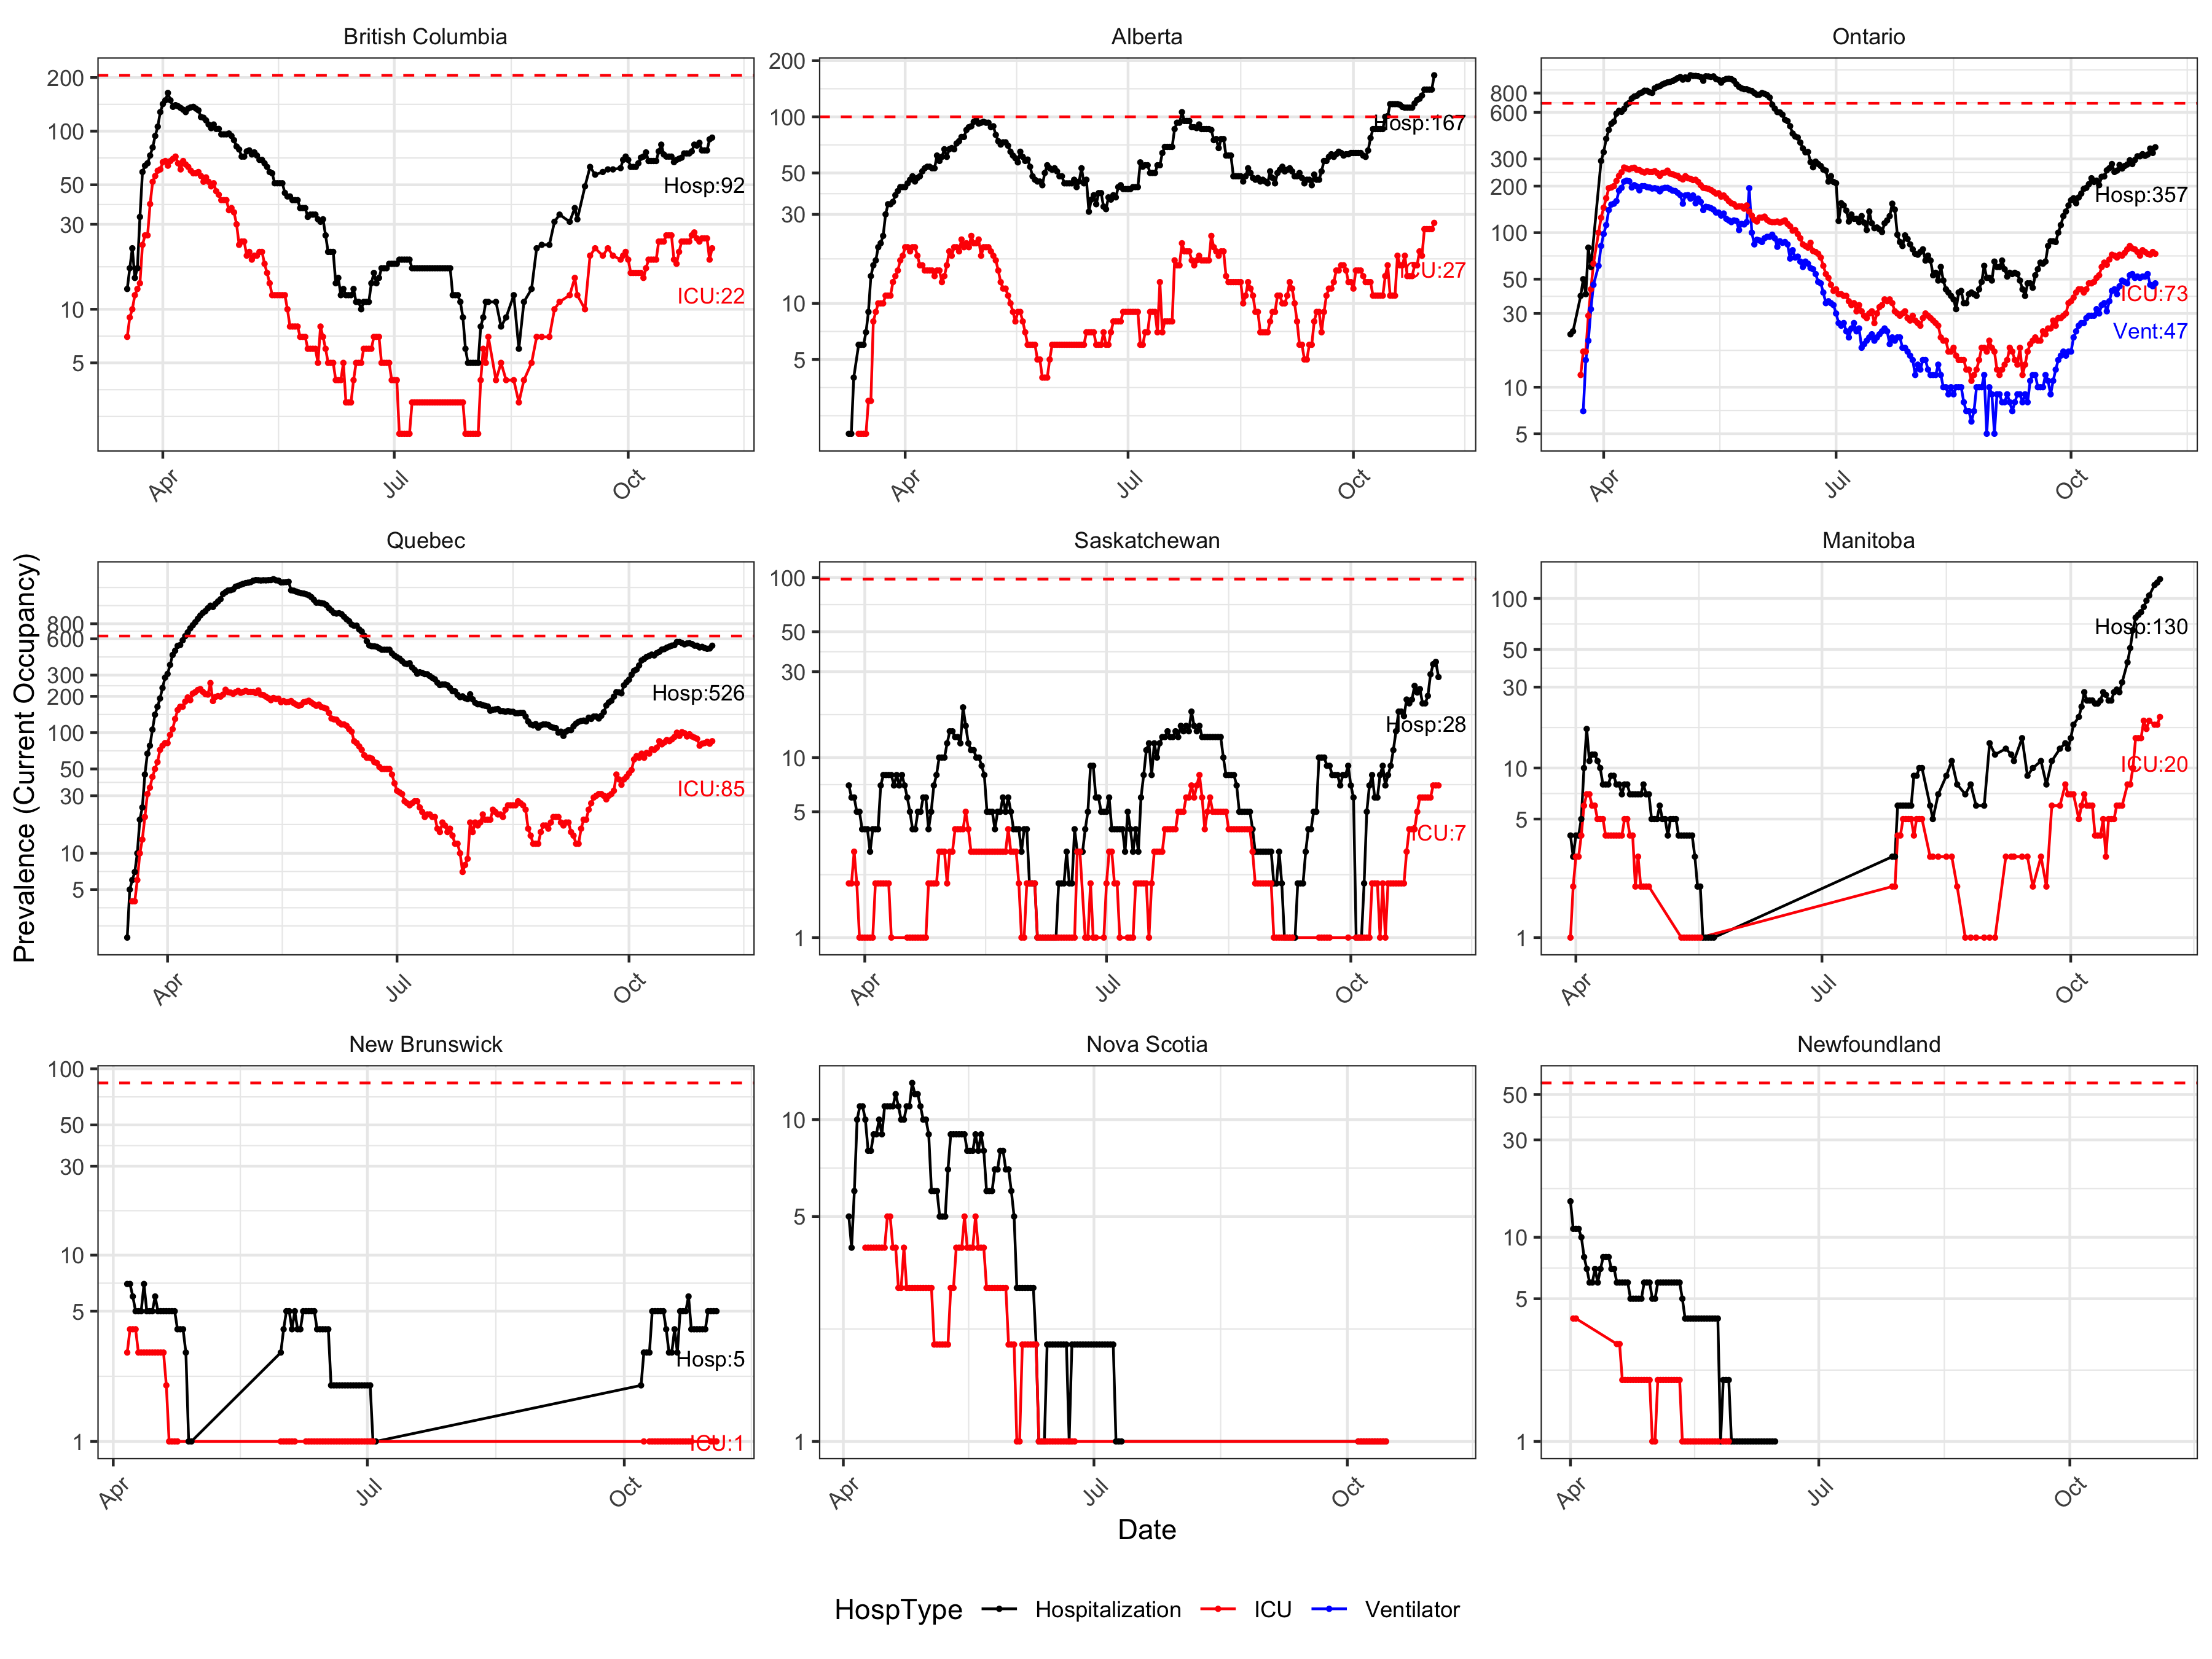 British Columbia
200
100
50
30
10
5
Hosp:92
ICU:22
Apr
Jul
Oct
Alberta
200
100
50
30
10
5
Hosp:167
ICU:27
Apr
Jul
Oct
Ontario
800
600
300
200
100
50
30
10
5
Hosp:357
ICU:73
Vent:47
Apr
Jul
Oct
Prevalence (Current Occupancy)
Quebec
800
600
300
200
100
50
30
10
5
Hosp:526
ICU:85
Apr
Jul
Oct
Saskatchewan
100
50
30
10
5
1
Hosp:28
ICU:7
Apr
Jul
Oct
Manitoba
100
50
30
10
5
1
Hosp:130
ICU:20
Apr
Jul
Oct
New Brunswick
100
50
30
10
5
1
Hosp:5
ICU:1
Apr
Jul
Oct
Nova Scotia
10
5
1
Apr
Jul
Oct
Newfoundland
50
30
10
5
1
Apr
Jul
Oct
Date
HospType Hospitalization ICU Ventilator